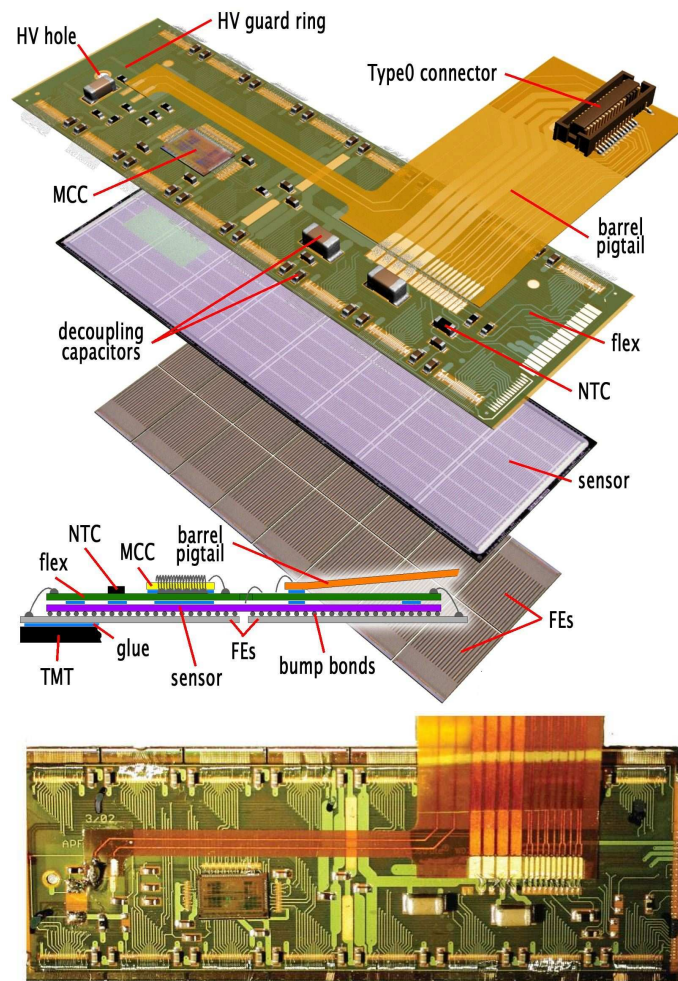 HV guard ring
HV hole
Type0 connector
MCC
barrel
pigtail
decoupling
capacitors
flex
NTC
sensor
barrel
pigtail
NTC
MCC
flex
FEs
glue
FEs
bump bonds
TMT
sensor
3/02